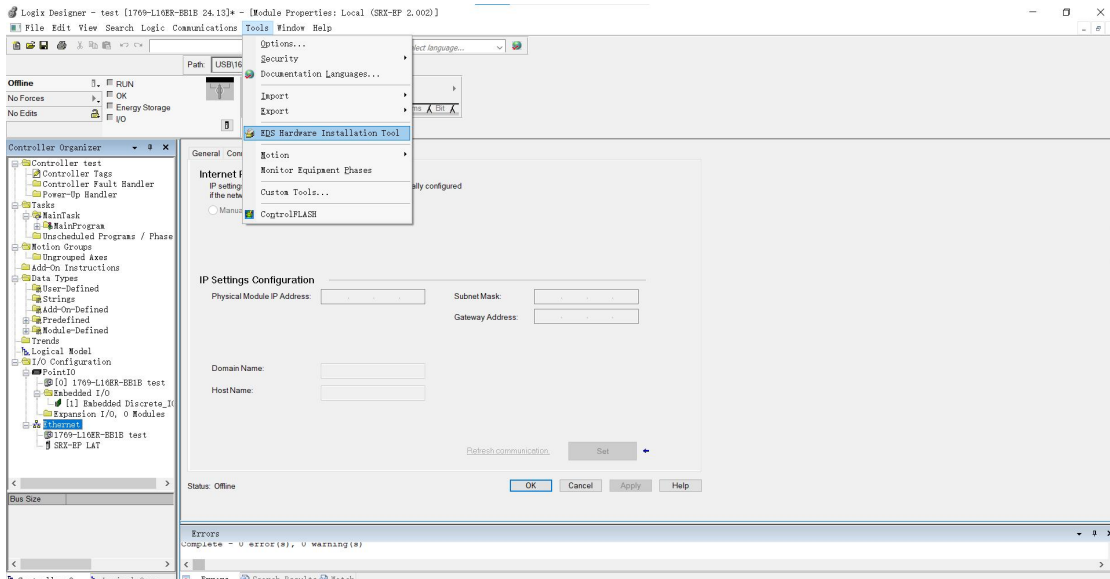 Logix Designer - test [1769-L16ER-BB1B 24.13]* - [Module Properties: Local (SRX-EP 2.002)]
File Edit View Search Logic Communications Tools Window Help
Options...
Security
Documentation Languages...
Import
Export
EDS Hardware Installation Tool
Motion
Monitor Equipment Phases
Custom Tools...
ControlFLASH
language...
Path: USB\16
Offline
RUN
No Forces
OK
Energy Storage
No Edits
I/O
Bit
Controller Organizer
Controller test
Controller Tags
Controller Fault Handler
Power-Up Handler
Tasks
MainTask
MainProgram
Unscheduled Programs / Phase
Motion Groups
Ungrouped Axes
Add-On Instructions
Data Types
User-Defined
Strings
Add-On-Defined
Predefined
Module-Defined
Trends
Logical Model
I/O Configuration
PointIO
[0] 1769-L16ER-BB1B test
Embedded I/O
[1] Embedded Discrete_IO
Expansion I/O, 0 Modules
Ethernet
1769-L16ER-BB1B test
SRX-EP LAT
Bus Size
General
Internet
IP settings
ally configured
if the
IP Settings Configuration
Physical Module IP Address:
Subnet Mask:
Gateway Address:
Domain Name:
Host Name:
Refresh communication.
Set
Status: Offline
OK Cancel Apply Help
Errors
Complete - 0 error(s), 0 warning(s)
Errors Search Results Watch